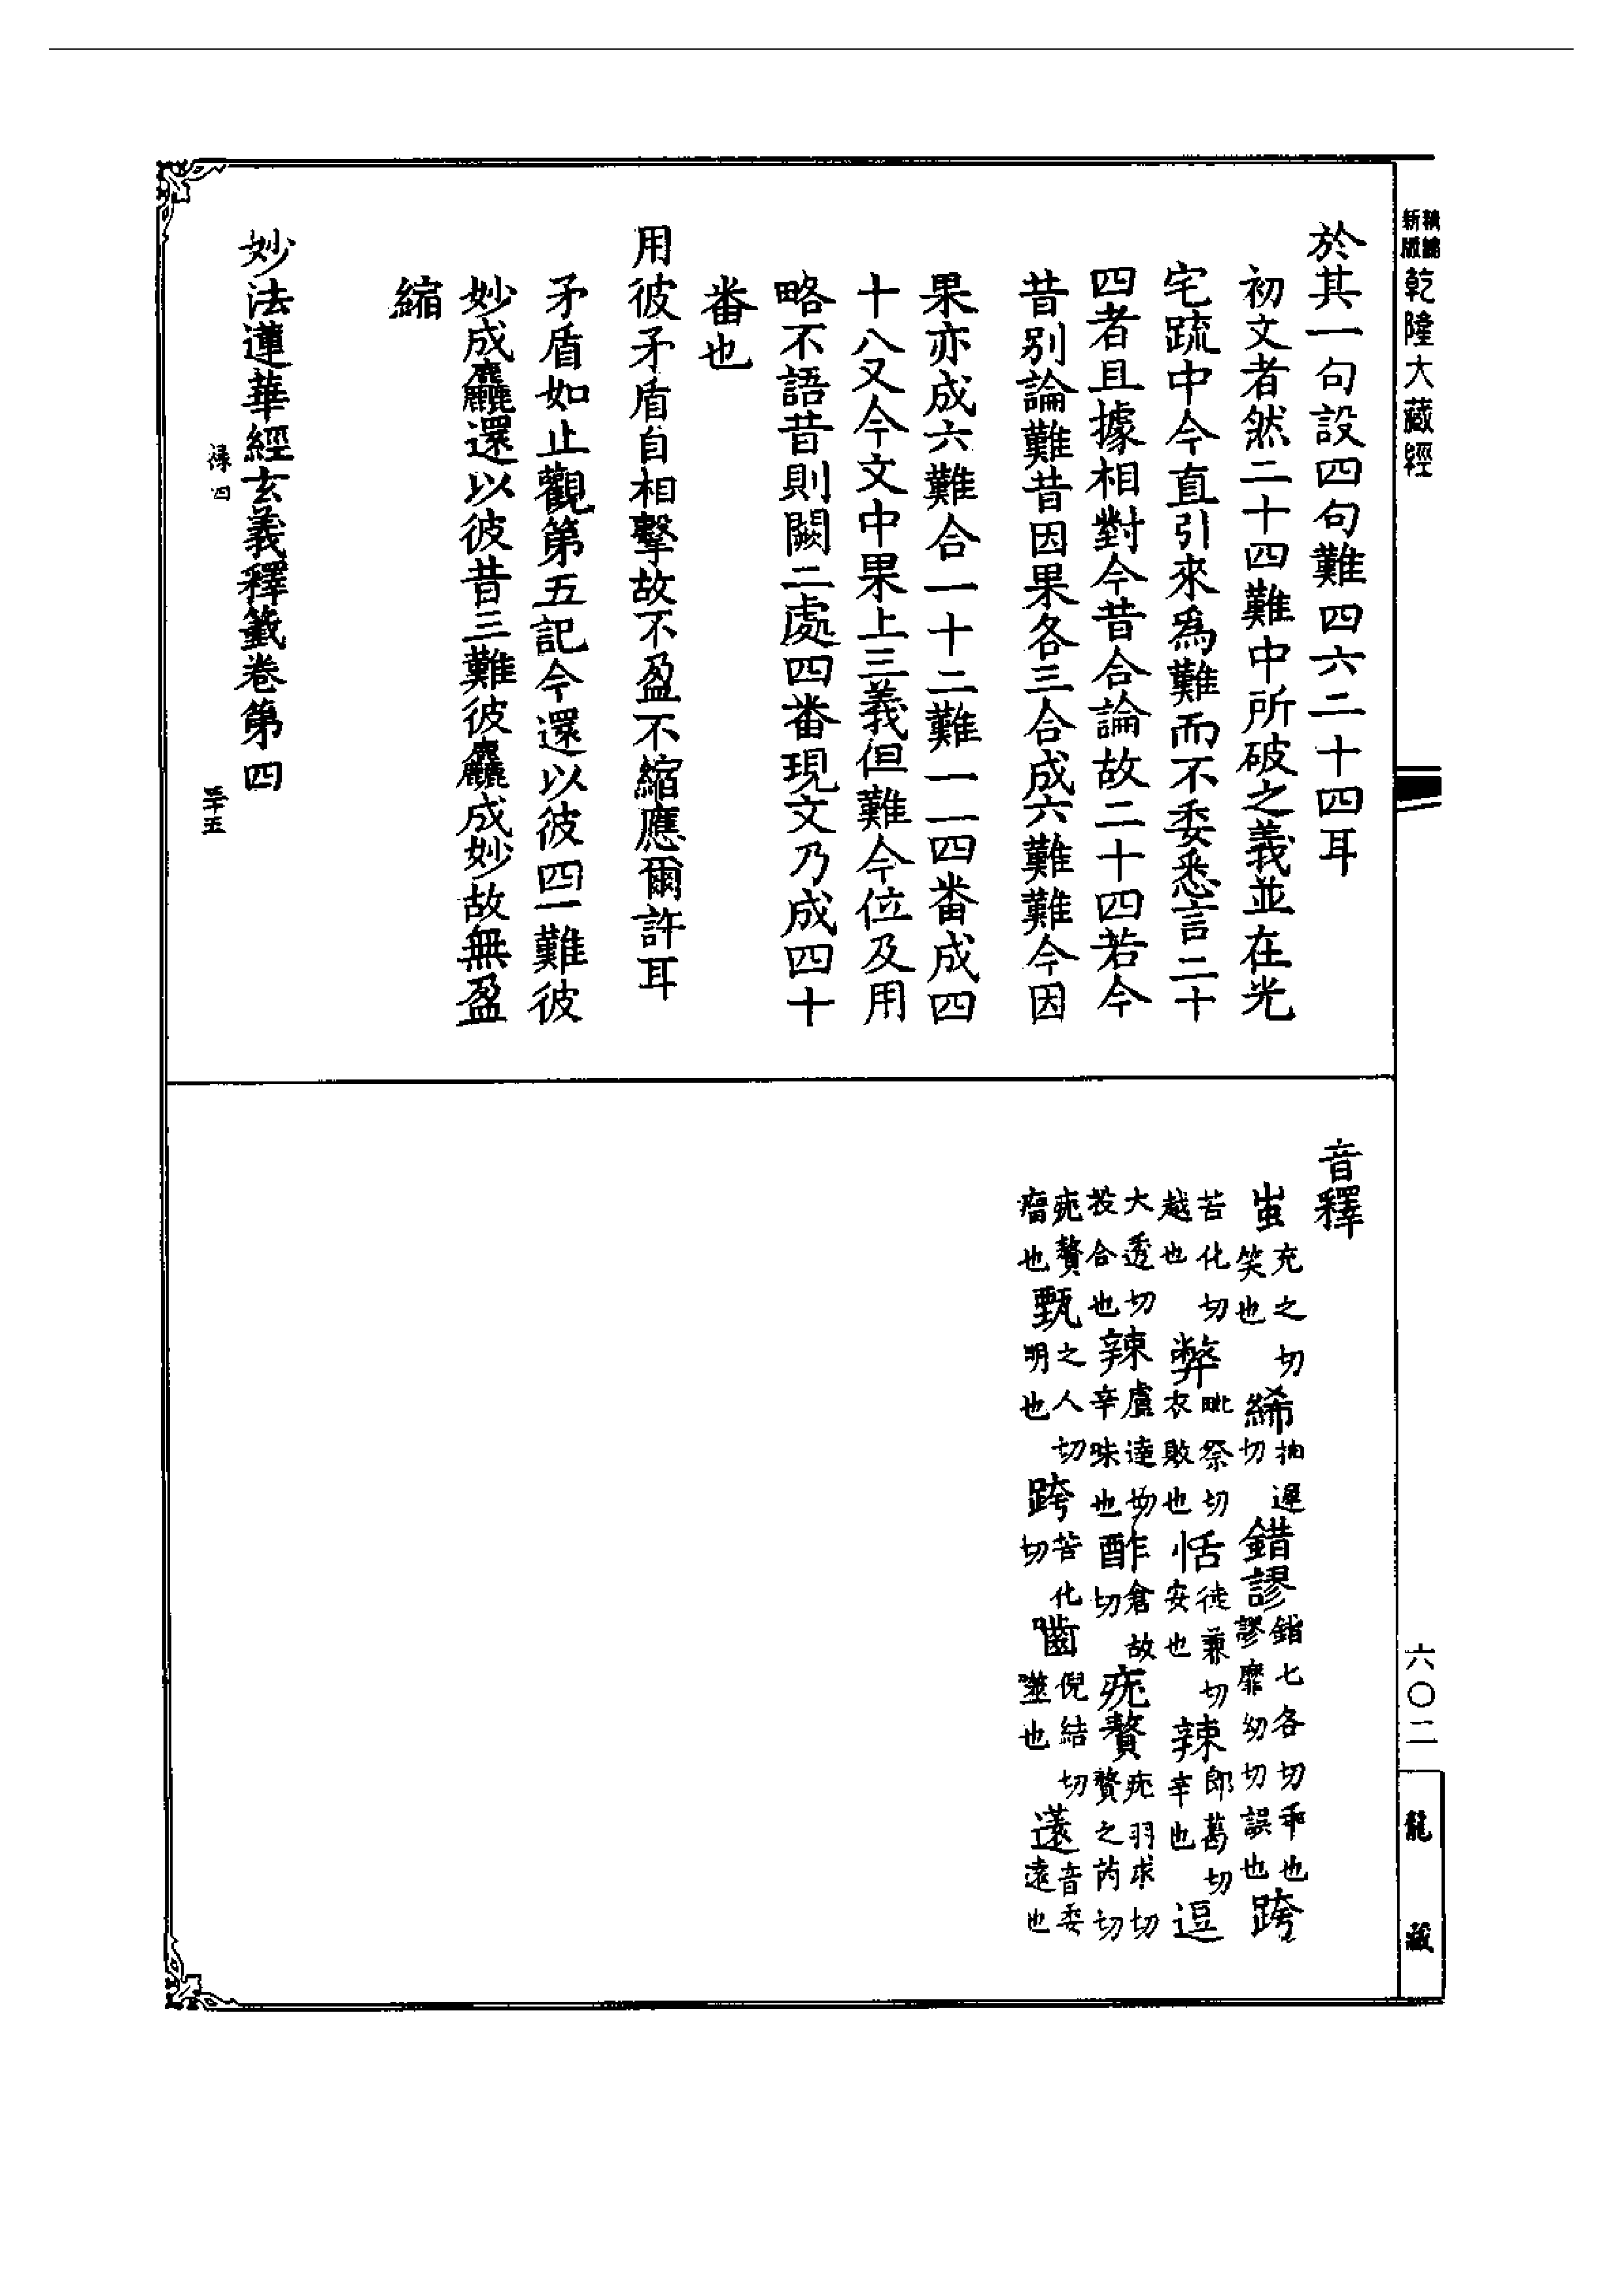 新編
新版
乾隆大藏經
於其一句設四句難四六二十四耳
初文者然二十四難中所破之義並在光
宅疏中今直引來爲難而不委悉言二十
四者且據相對今昔合論故二十四若今
昔別論難昔因果各三合成六難難今因
果亦成六難合一十二難一一四番成四
十八又今文中果上三義但難今位及用
略不語昔則闕二處四番現文乃成四十
番也
用彼矛盾自相擊故不盈不縮應爾許耳
矛盾如止觀第五記今還以彼四一難彼
妙成麤還以彼昔三難彼麤成妙故無盈
縮
妙法蓮華經玄義釋籤卷第四
祿四
三十五
音釋
蚩 充之切笑也 絺 抽遲切 錯謬 錯七各切乖也謬靡幼切誤也 跨
苦化切越也 弊 毗祭切衣敗也 恬 徒兼切安也 辣 郎葛切辛也 逗
大透切投合也 辢 盧達切辛味也 酢 倉故切 疣贅 疣羽求切贅之芮切
疣贅瘤也 甄 之人切明也 跨 苦化切 嚙 倪結切噬也 薳 音委遠也
六〇二
龍藏